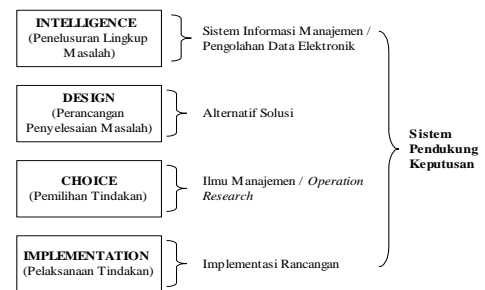 INTELLIGENCE
(Penelusuran Lingkup
Masalah)
Sistem Informasi Manajemen /
Pengolahan Data Elektronik
DESIGN
(Perancangan
Penyelesaian Masalah)
Alternatif Solusi
CHOICE
(Pemilihan Tindakan)
Ilmu Manajemen / Operation
Research
IMPLEMENTATION
(Pelaksanaan Tindakan)
Implementasi Rancangan
Sistem
Pendukung
Keputusan